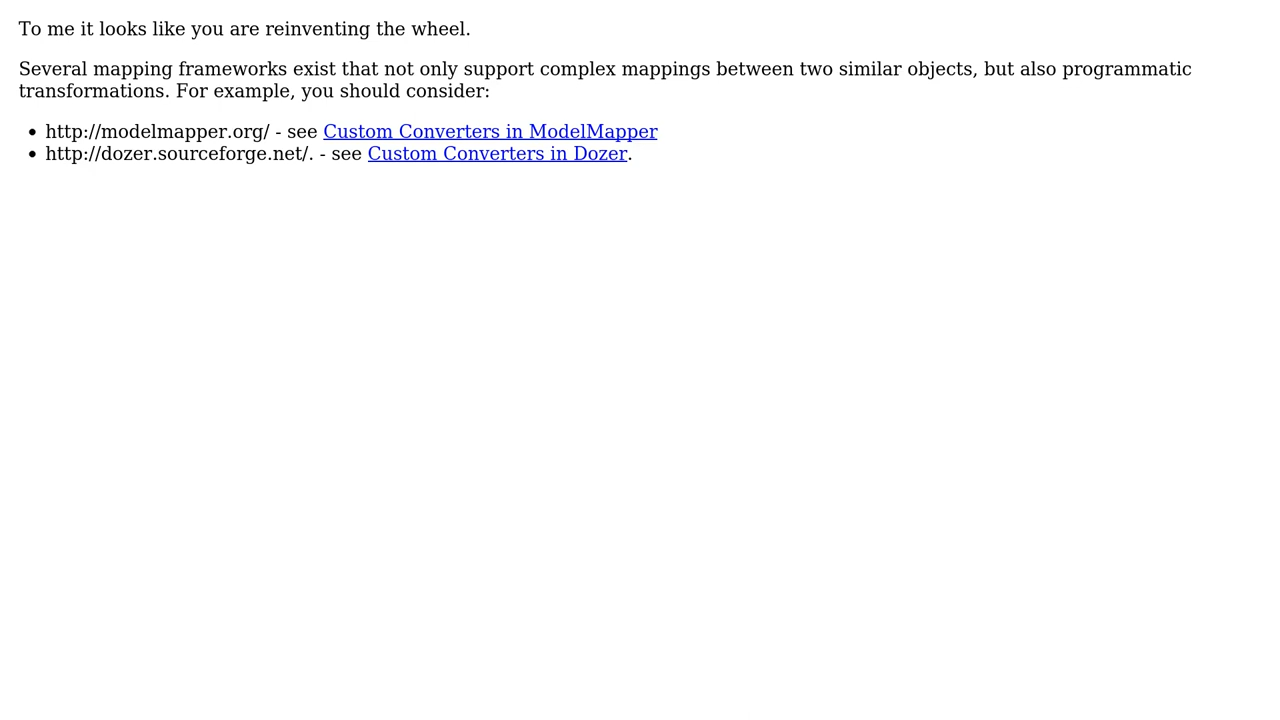 To me it looks like you are reinventing the wheel.
Several mapping frameworks exist that not only support complex mappings between two similar objects, but also programmatic
transformations. For example, you should consider:
• http://modelmapper.org/ - see Custom Converters in ModelMapper
• http://dozer.sourceforge.net/. - see Custom Converters in Dozer.